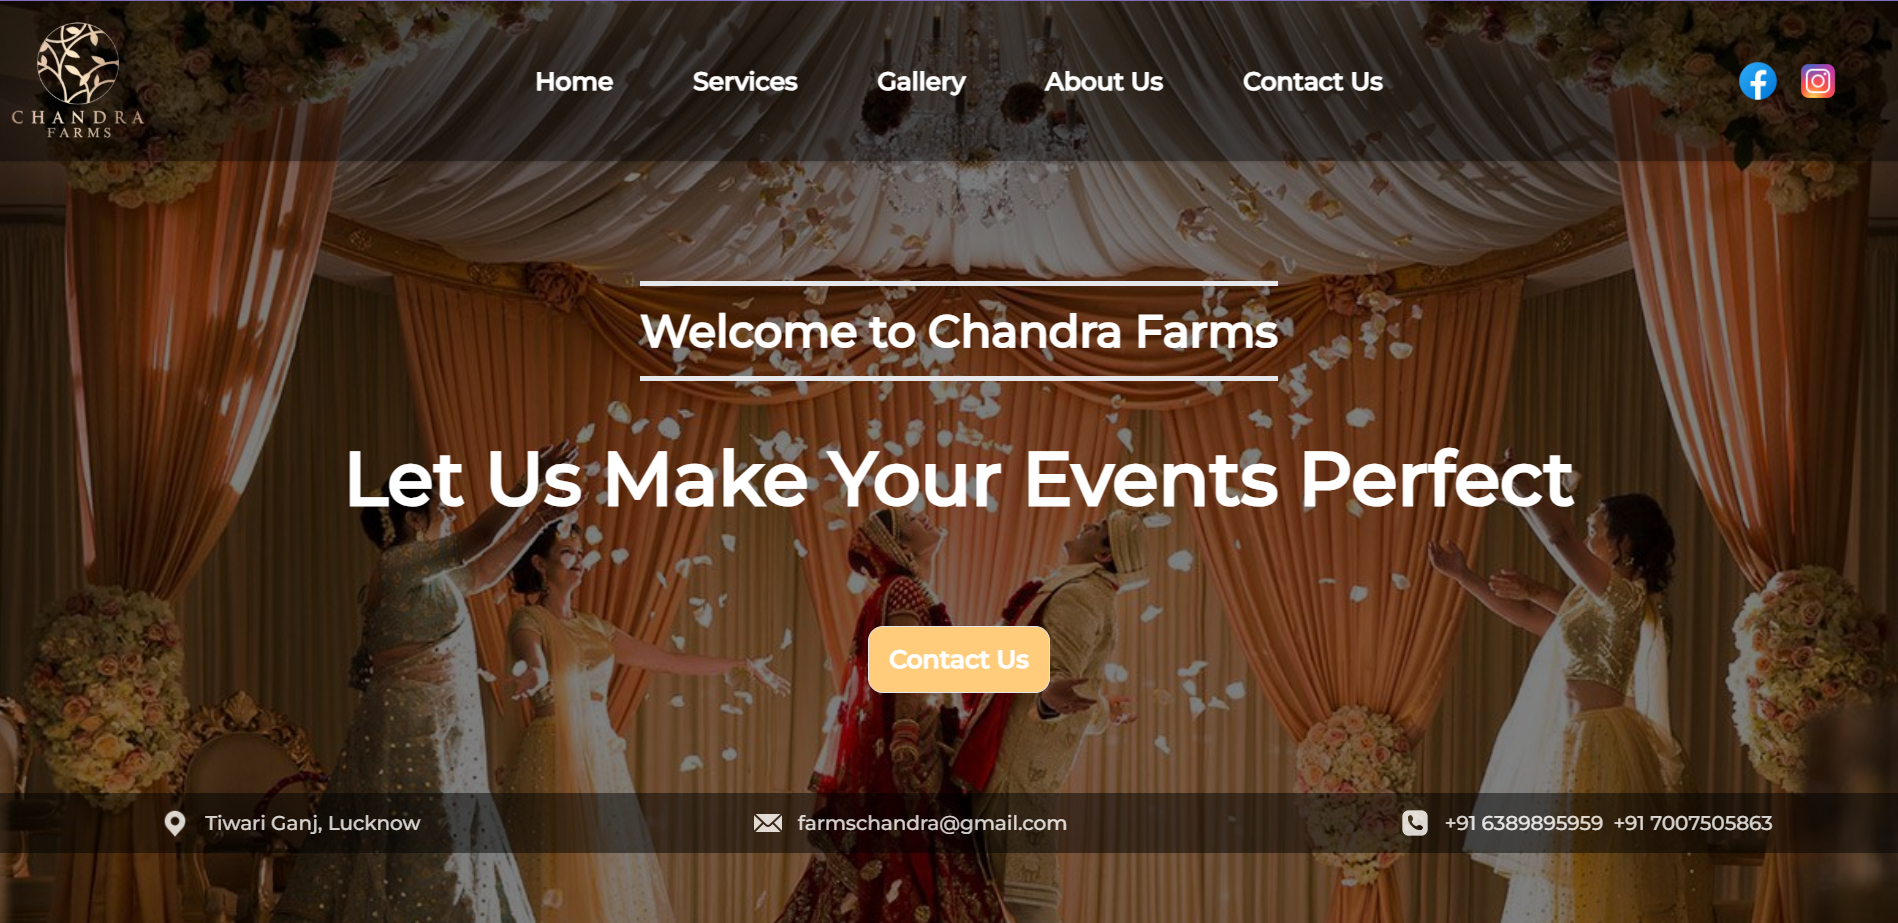 CHANDRA
FARMS
Home Services Gallery About Us Contact Us
Welcome to Chandra Farms
Let Us Make Your Events Perfect
Contact Us
Tiwari Ganj, Lucknow farmschandra@gmail.com +91 6389895959 +91 7007505863